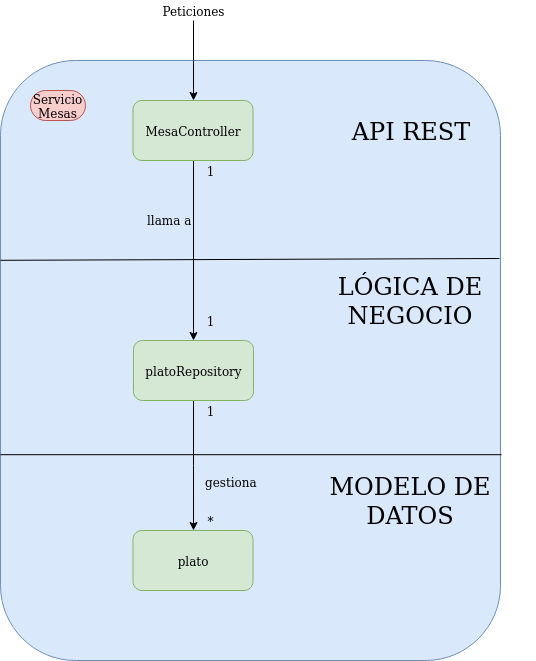 Peticiones
Servicio
Mesas
MesaController
API REST
1
llama a
LÓGICA DE
NEGOCIO
1
platoRepository
1
gestiona
MODELO DE
DATOS
*
plato